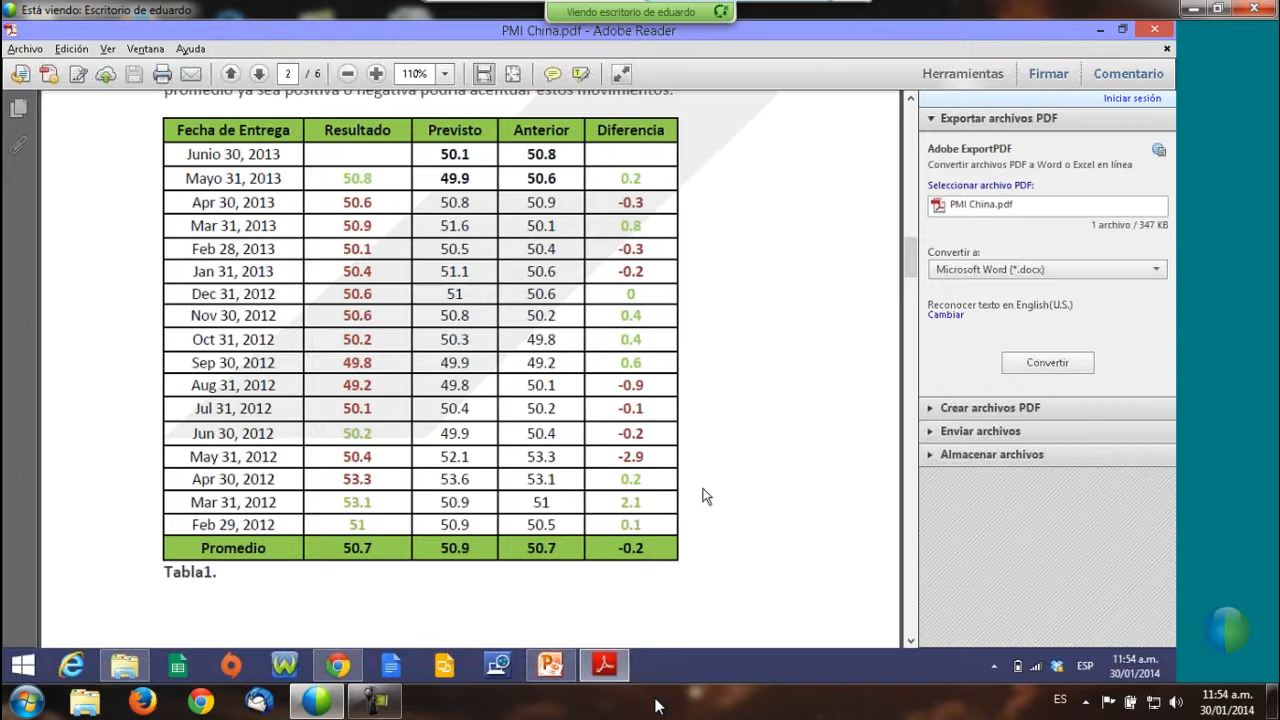 Está viendo: Escritorio de eduardo
Viendo escritorio de eduardo
PMI China.pdf - Adobe Reader
Archivo Edición Ver Ventana Ayuda
2 / 6 110% Herramientas Firmar Comentario
promedio ya sea positiva o negativa podría acentuar estos movimientos.
Fecha de Entrega Resultado Previsto Anterior Diferencia
Junio 30, 2013 50.1 50.8
Mayo 31, 2013 50.8 49.9 50.6 0.2
Apr 30, 2013 50.6 50.8 50.9 -0.3
Mar 31, 2013 50.9 51.6 50.1 0.8
Feb 28, 2013 50.1 50.5 50.4 -0.3
Jan 31, 2013 50.4 51.1 50.6 -0.2
Dec 31, 2012 50.6 51 50.6 0
Nov 30, 2012 50.6 50.8 50.2 0.4
Oct 31, 2012 50.2 50.3 49.8 0.4
Sep 30, 2012 49.8 49.9 49.2 0.6
Aug 31, 2012 49.2 49.8 50.1 -0.9
Jul 31, 2012 50.1 50.4 50.2 -0.1
Jun 30, 2012 50.2 49.9 50.4 -0.2
May 31, 2012 50.4 52.1 53.3 -2.9
Apr 30, 2012 53.3 53.6 53.1 0.2
Mar 31, 2012 53.1 50.9 51 2.1
Feb 29, 2012 51 50.9 50.5 0.1
Promedio 50.7 50.9 50.7 -0.2
Tabla1.
Iniciar sesión
Exportar archivos PDF
Adobe ExportPDF
Convertir archivos PDF a Word o Excel en línea
Seleccionar archivo PDF:
PMI China.pdf
1 archivo / 347 KB
Convertir a:
Microsoft Word (*.docx)
Reconocer texto en English(U.S.)
Cambiar
Convertir
Crear archivos PDF
Enviar archivos
Almacenar archivos
ESP
11:54 a.m.
30/01/2014
ES
11:54 a.m.
30/01/2014